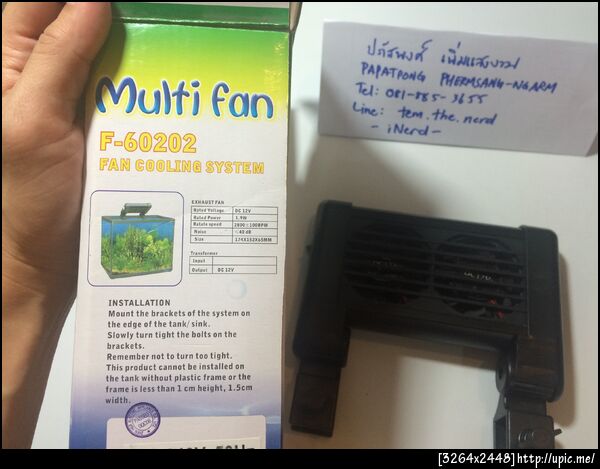 Multi fan
F-60202
FAN COOLING SYSTEM
EXHAUST FAN
Rated Voltage DC 12V
Rated Power 1.9W
Rotate speed 2800±100RPM
Noise <40dB
Size 174X152X65MM
Transformer
Input
Output DC 12V
INSTALLATION
Mount the brackets of the system on
the edge of the tank/ sink.
Slowly turn tight the bolts on the
brackets.
Remember not to turn too tight.
This product cannot be installed on
the tank without plastic frame or the
frame is less than 1 cm height, 1.5cm
width.
ปภัสพงศ์ เพิ่มแสงงาม
PAPATPONG PHERMSANG-NGARM
Tel: 081-885-3655
Line: tem.the.nerd
- iNerd -
[3264x2448]http://upic.me/